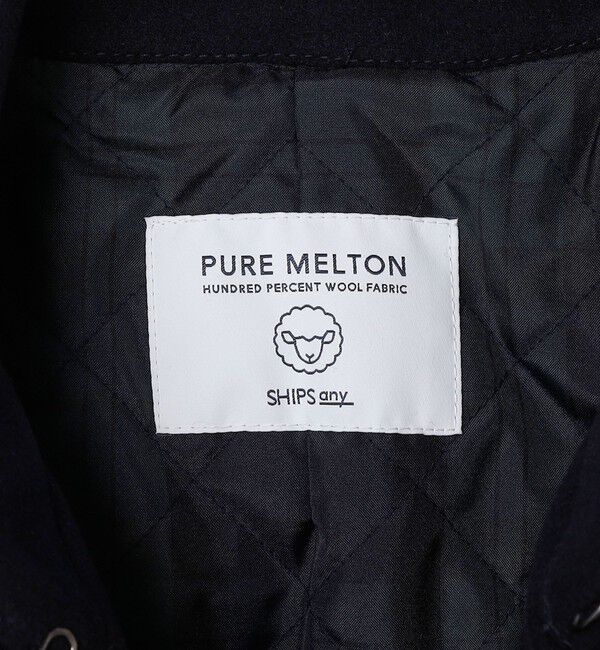 PURE MELTON
HUNDRED PERCENT WOOL FABRIC
SHIPS any